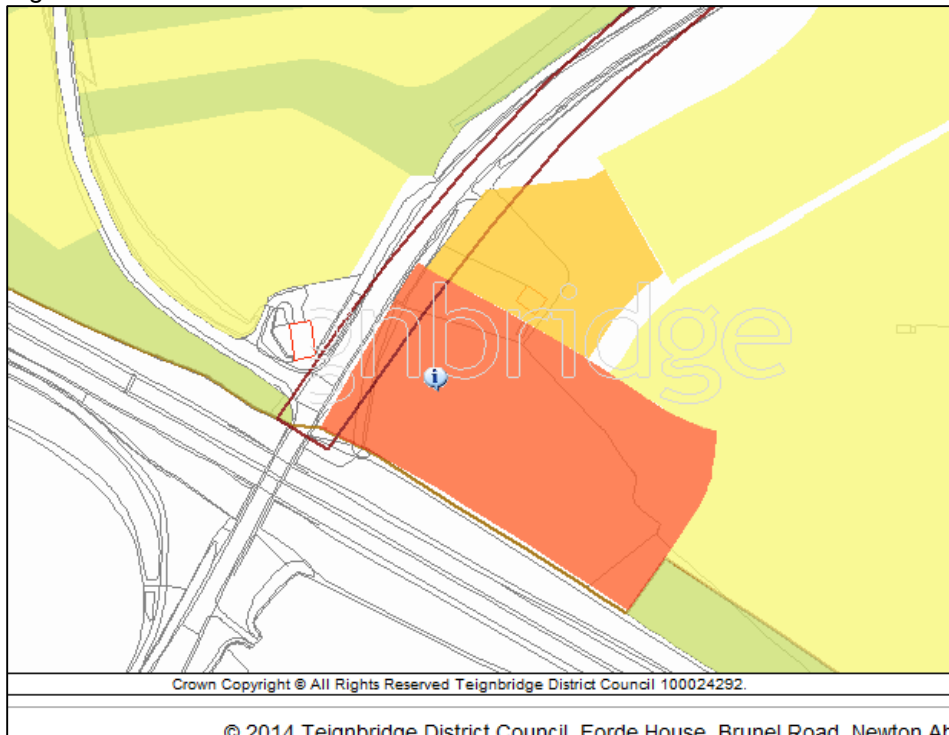 gnbridge
i
Crown Copyright © All Rights Reserved Teignbridge District Council 100024292.
© 2014 Teignbridge District Council, Forde House, Brunel Road, Newton Ab